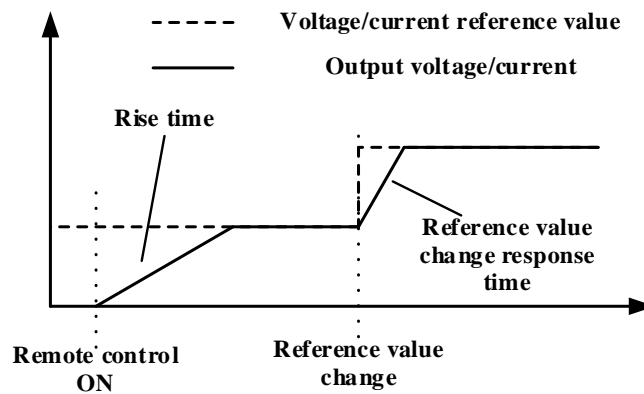 Voltage/current reference value
Output voltage/current
Rise time
Reference value
change response
time
Remote control
ON
Reference value
change